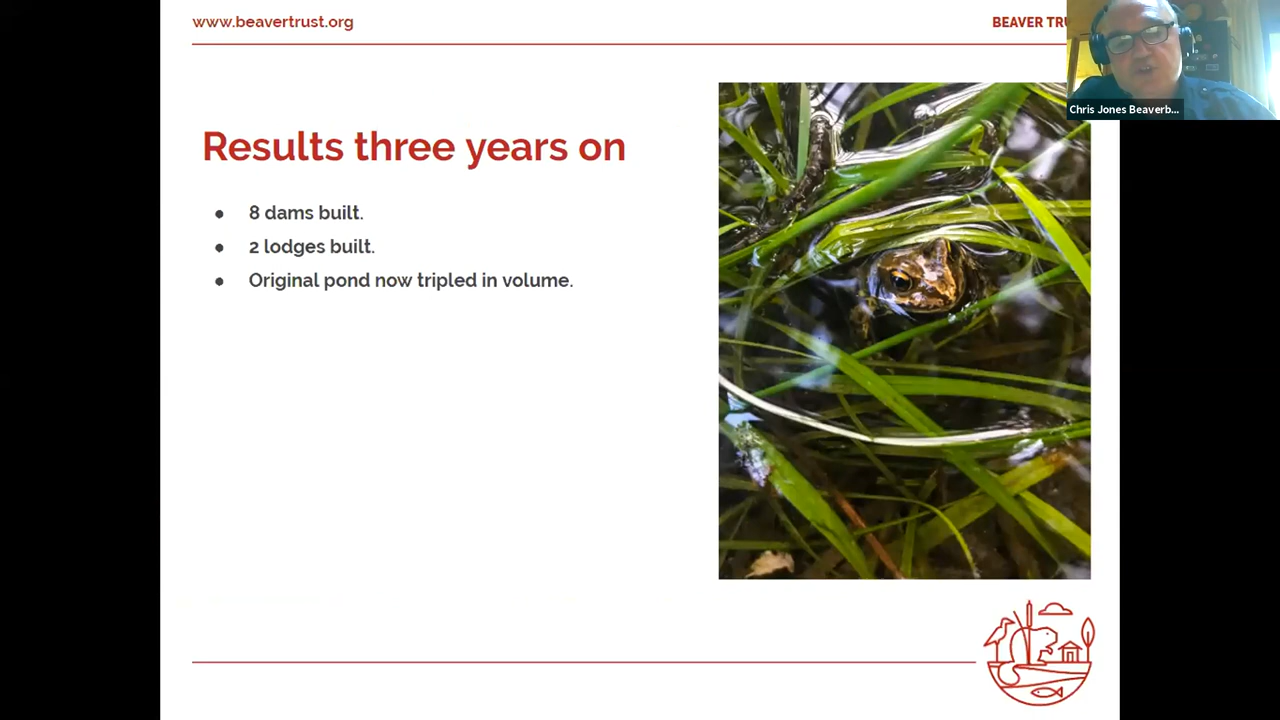 www.beavertrust.org
BEAVER
Chris Jones Beaverb...
Results three years on
8 dams built.
2 lodges built.
Original pond now tripled in volume.